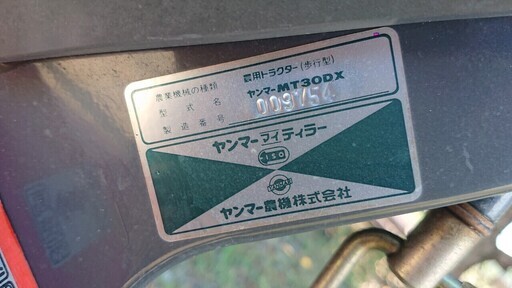 農業機械の種類 農用トラクター(歩行型)
型式名 ヤンマーMT30DX
製造番号 009754
ヤンマーマイティラー
ISO
YANMAR
ヤンマー農機株式会社